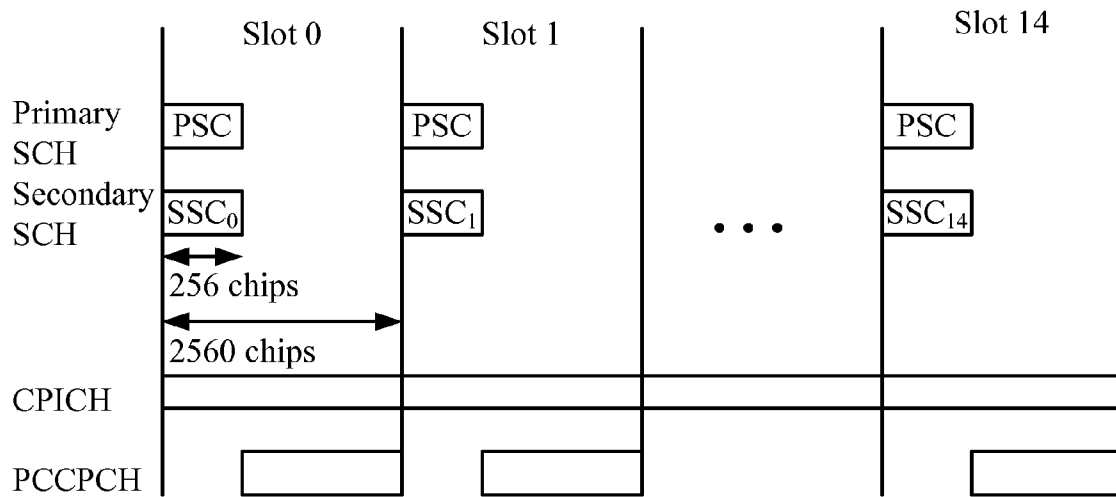 Slot 0 Slot 1 Slot 14
Primary SCH PSC PSC PSC
Secondary SCH SSC₀ SSC₁ • • • SSC₁₄
256 chips
2560 chips
CPICH
PCCPCH